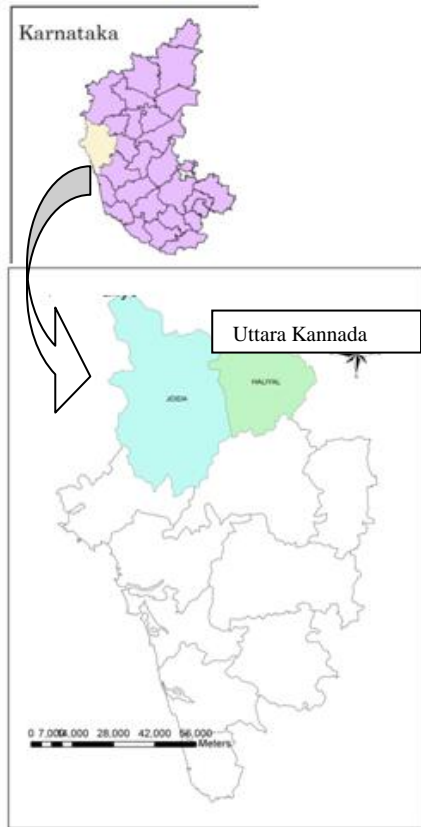 Karnataka
Uttara Kannada
JOIDA
HALIYAL
0 7,000 14,000 28,000 42,000 56,000
Meters